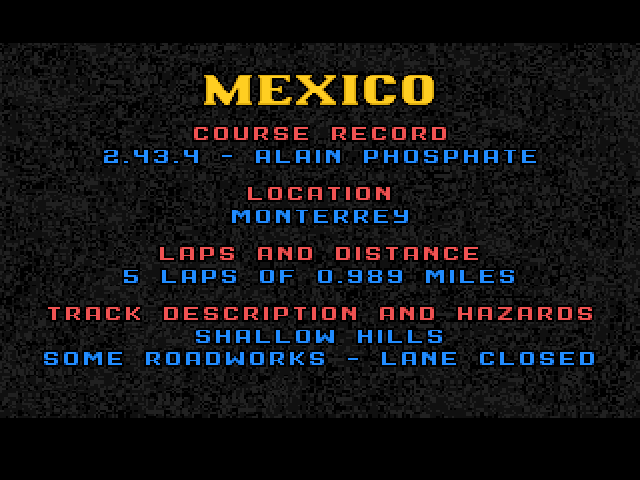 MEXICO
COURSE RECORD
2.43.4 - ALAIN PHOSPHATE
LOCATION
MONTERREY
LAPS AND DISTANCE
5 LAPS OF 0.989 MILES
TRACK DESCRIPTION AND HAZARDS
SHALLOW HILLS
SOME ROADWORKS - LANE CLOSED